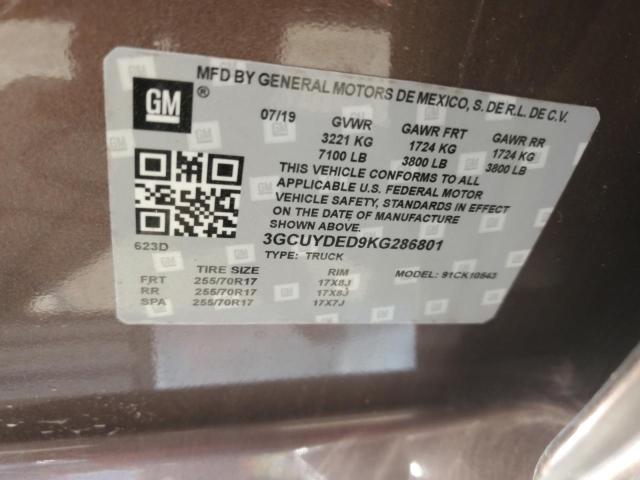 MFD BY GENERAL MOTORS DE MEXICO, S. DE R.L. DE C.V.
GM ®
07/19 GVWR GAWR FRT GAWR RR
3221 KG 1724 KG 1724 KG
7100 LB 3800 LB 3800 LB
THIS VEHICLE CONFORMS TO ALL
APPLICABLE U.S. FEDERAL MOTOR
VEHICLE SAFETY, STANDARDS IN EFFECT
ON THE DATE OF MANUFACTURE
623D
3GCUYDED9KG286801
TYPE: TRUCK MODEL: 91CK10543
TIRE SIZE RIM
FRT 255/70R17 17X8J
RR 255/70R17 17X8J
SPA 255/70R17 17X7J